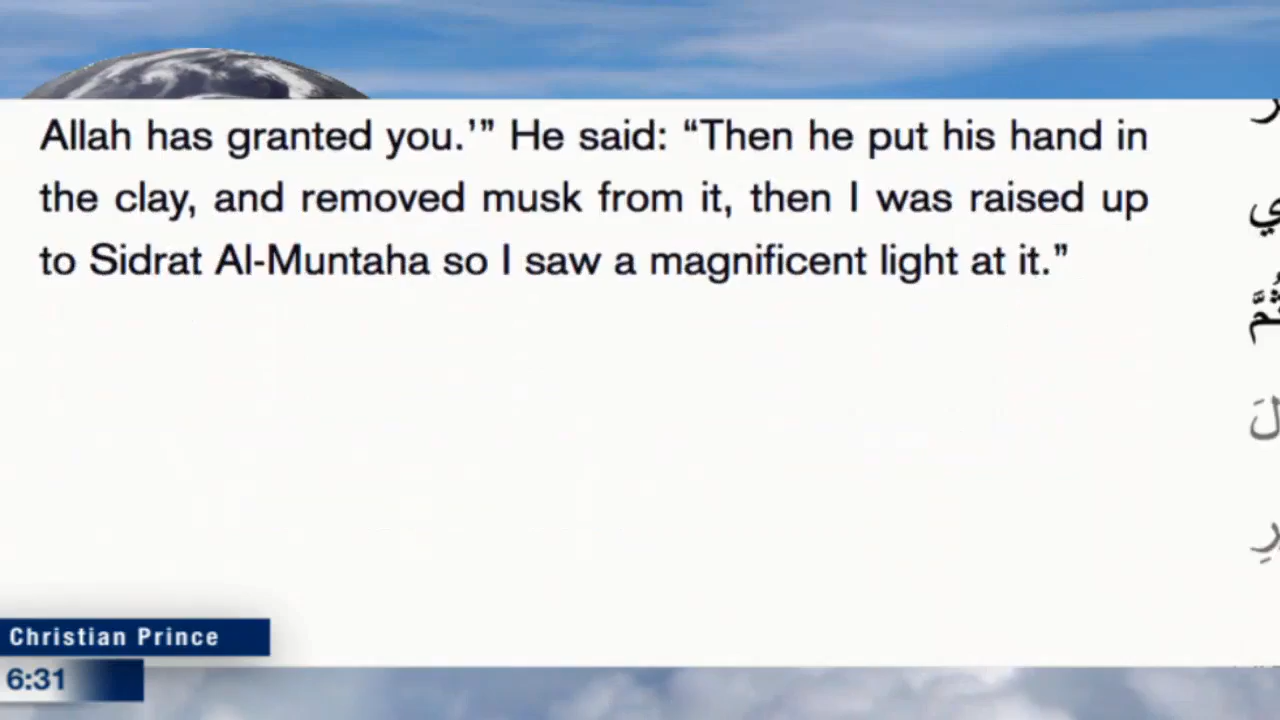 Allah has granted you.’” He said: “Then he put his hand in
the clay, and removed musk from it, then I was raised up
to Sidrat Al-Muntaha so I saw a magnificent light at it.”
Christian Prince
6:31